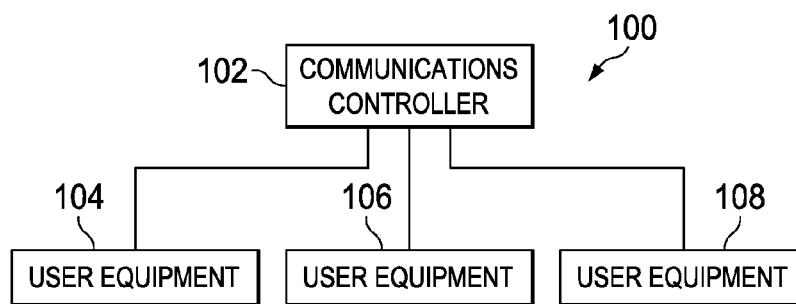 100
102
COMMUNICATIONS
CONTROLLER
104
106
108
USER EQUIPMENT
USER EQUIPMENT
USER EQUIPMENT